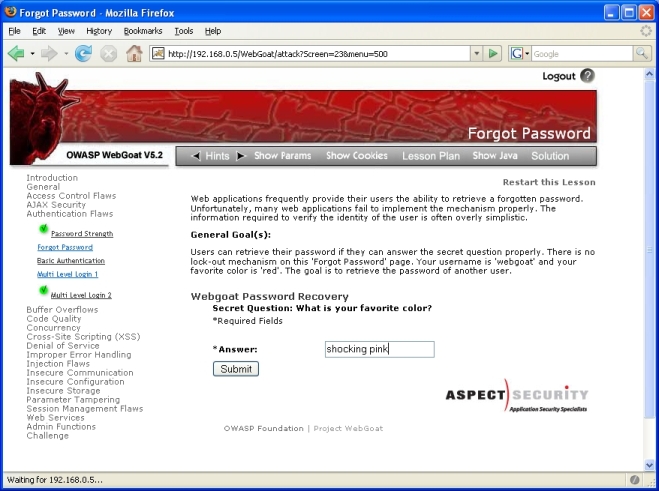 Forgot Password - Mozilla Firefox
File Edit View History Bookmarks Tools Help
http://192.168.0.5/WebGoat/attack?Screen=23&menu=500
G Google
Logout ?
Forgot Password
OWASP WebGoat V5.2
Hints Show Params Show Cookies Lesson Plan Show Java Solution
Restart this Lesson
Introduction
General
Access Control Flaws
AJAX Security
Authentication Flaws
Password Strength
Forgot Password
Basic Authentication
Multi Level Login 1
Multi Level Login 2
Buffer Overflows
Code Quality
Concurrency
Cross-Site Scripting (XSS)
Denial of Service
Improper Error Handling
Injection Flaws
Insecure Communication
Insecure Configuration
Insecure Storage
Parameter Tampering
Session Management Flaws
Web Services
Admin Functions
Challenge
Web applications frequently provide their users the ability to retrieve a forgotten password.
Unfortunately, many web applications fail to implement the mechanism properly. The
information required to verify the identity of the user is often overly simplistic.
General Goal(s):
Users can retrieve their password if they can answer the secret question properly. There is no
lock-out mechanism on this 'Forgot Password' page. Your username is 'webgoat' and your
favorite color is 'red'. The goal is to retrieve the password of another user.
Webgoat Password Recovery
Secret Question: What is your favorite color?
*Required Fields
*Answer: shocking pink
Submit
ASPECT SECURITY
Application Security Specialists
OWASP Foundation | Project WebGoat
Waiting for 192.168.0.5...